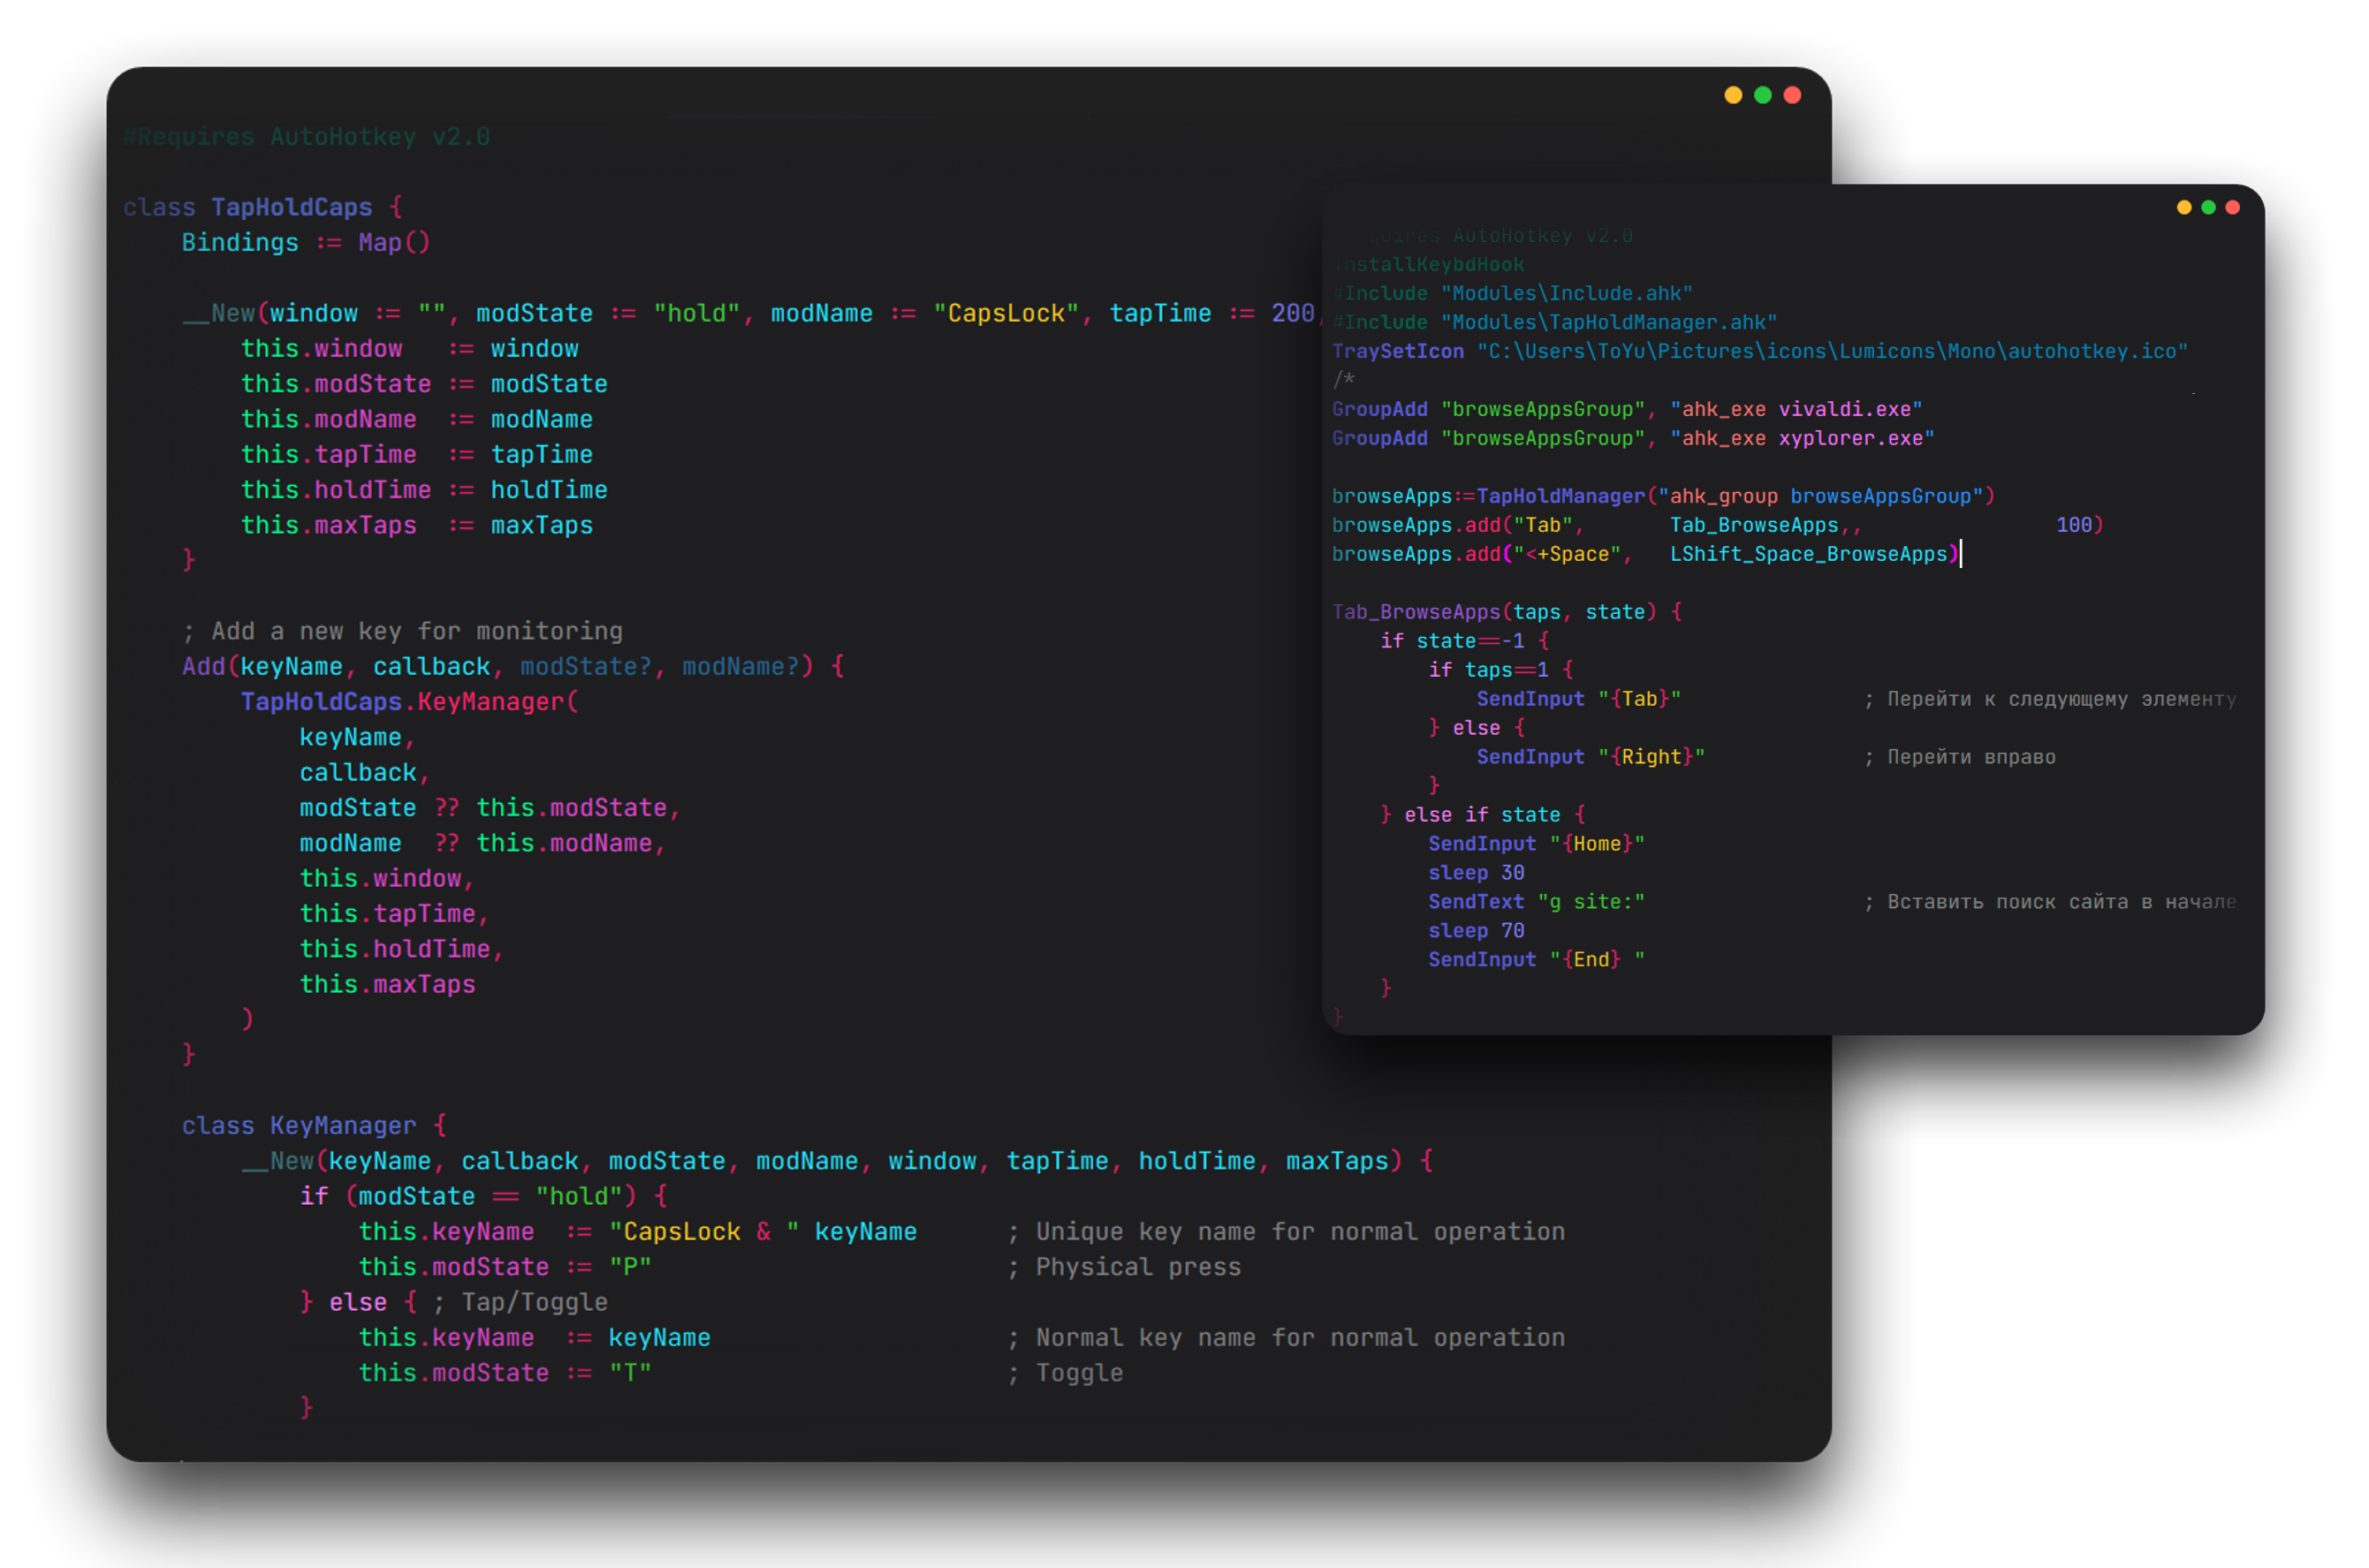 #Requires AutoHotkey v2.0
class TapHoldCaps {
Bindings := Map()
__New(window := "", modState := "hold", modName := "CapsLock", tapTime := 200,
this.window := window
this.modState := modState
this.modName := modName
this.tapTime := tapTime
this.holdTime := holdTime
this.maxTaps := maxTaps
}
; Add a new key for monitoring
Add(keyName, callback, modState?, modName?) {
TapHoldCaps.KeyManager(
keyName,
callback,
modState ?? this.modState,
modName ?? this.modName,
this.window,
this.tapTime,
this.holdTime,
this.maxTaps
)
}
class KeyManager {
__New(keyName, callback, modState, modName, window, tapTime, holdTime, maxTaps) {
if (modState == "hold") {
this.keyName := "CapsLock & " keyName ; Unique key name for normal operation
this.modState := "P" ; Physical press
} else { ; Tap/Toggle
this.keyName := keyName ; Normal key name for normal operation
this.modState := "T" ; Toggle
}
quires AutoHotkey v2.0
nstallKeybdHook
#Include "Modules\Include.ahk"
#Include "Modules\TapHoldManager.ahk"
TraySetIcon "C:\Users\ToYu\Pictures\icons\Lumicons\Mono\autohotkey.ico"
/*
GroupAdd "browseAppsGroup", "ahk_exe vivaldi.exe"
GroupAdd "browseAppsGroup", "ahk_exe xyplorer.exe"
browseApps:=TapHoldManager("ahk_group browseAppsGroup")
browseApps.add("Tab", Tab_BrowseApps,, 100)
browseApps.add("<+Space", LShift_Space_BrowseApps)
Tab_BrowseApps(taps, state) {
if state==-1 {
if taps==1 {
SendInput "{Tab}" ; Перейти к следующему элементу
} else {
SendInput "{Right}" ; Перейти вправо
}
} else if state {
SendInput "{Home}"
sleep 30
SendText "g site:" ; Вставить поиск сайта в начале
sleep 70
SendInput "{End} "
}
}